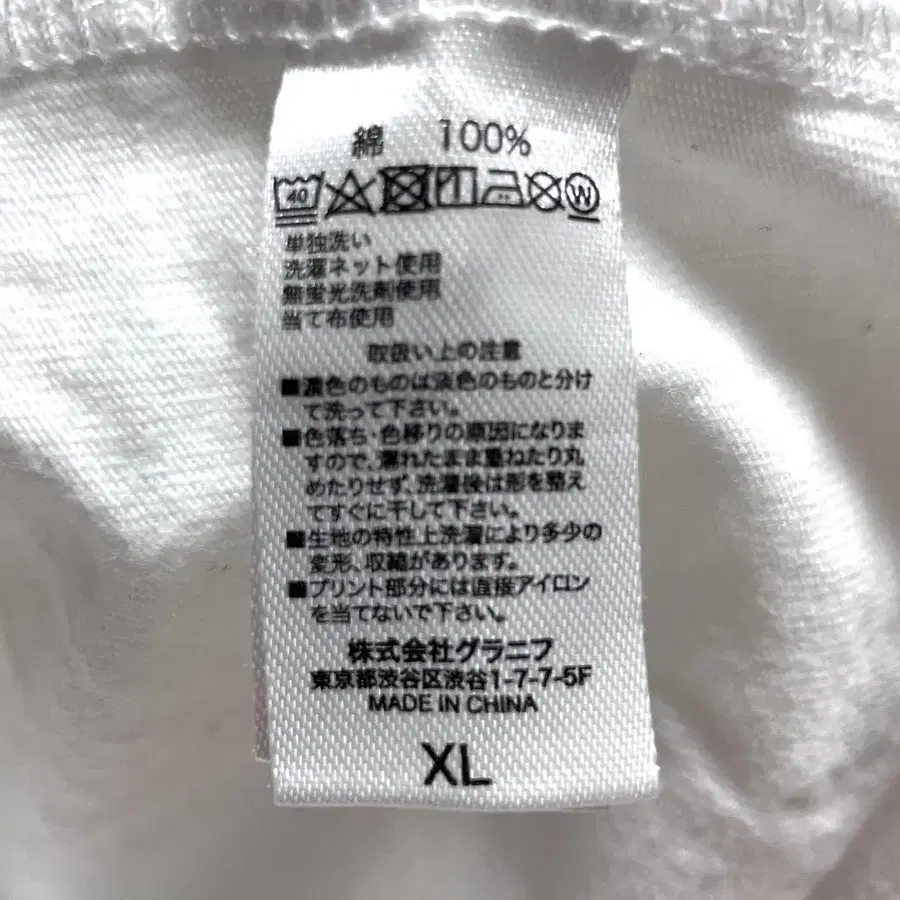 綿 100%
40 W
単独洗い
洗濯ネット使用
無蛍光洗剤使用
当て布使用
取扱い上の注意
■濃色のものは淡色のものと分け
て洗って下さい。
■色落ち・色移りの原因になりま
すので、濡れたまま重ねたり丸
めたりせず、洗濯後は形を整え
てすぐに干して下さい。
■生地の特性上洗濯により多少の
変形、収縮があります。
■プリント部分には直接アイロン
を当てないで下さい。
株式会社グラニフ
東京都渋谷区渋谷1-7-7-5F
MADE IN CHINA
XL